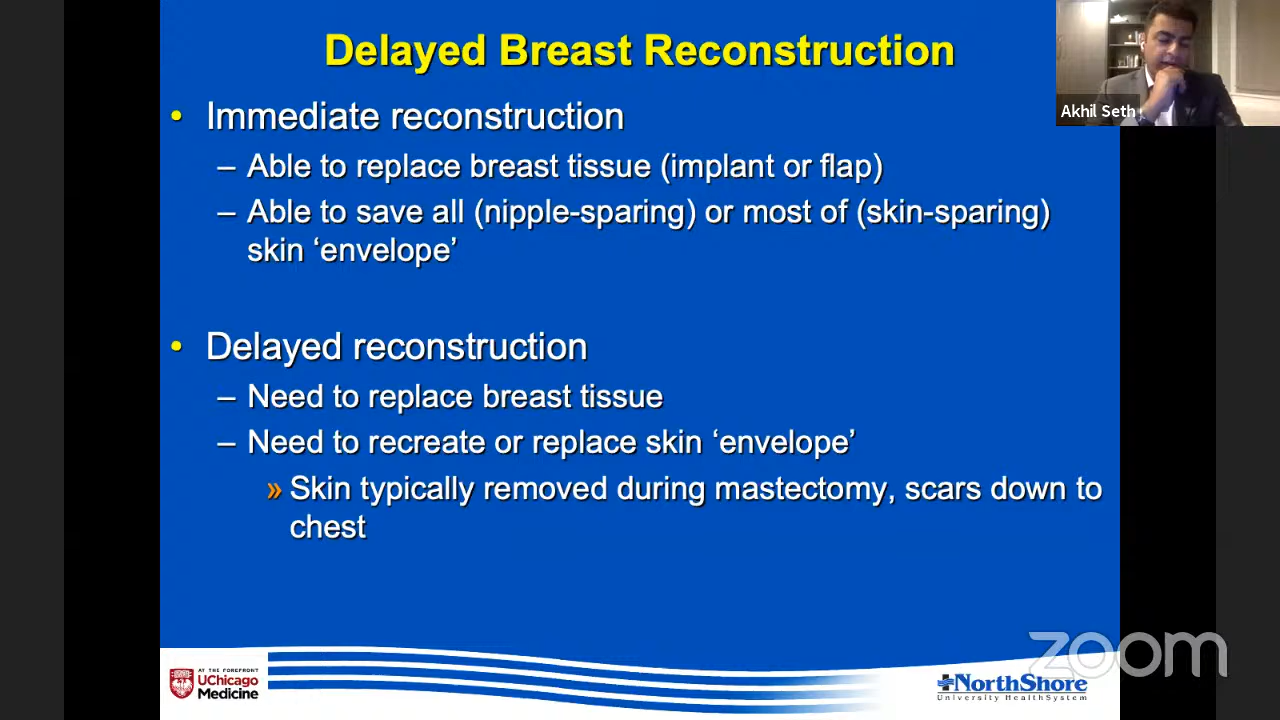 Delayed Breast Reconstruction
Akhil Seth
• Immediate reconstruction
– Able to replace breast tissue (implant or flap)
– Able to save all (nipple-sparing) or most of (skin-sparing)
skin ‘envelope’
• Delayed reconstruction
– Need to replace breast tissue
– Need to recreate or replace skin ‘envelope’
» Skin typically removed during mastectomy, scars down to
chest
zoom
AT THE FOREFRONT
UChicago
Medicine
NorthShore
University HealthSystem